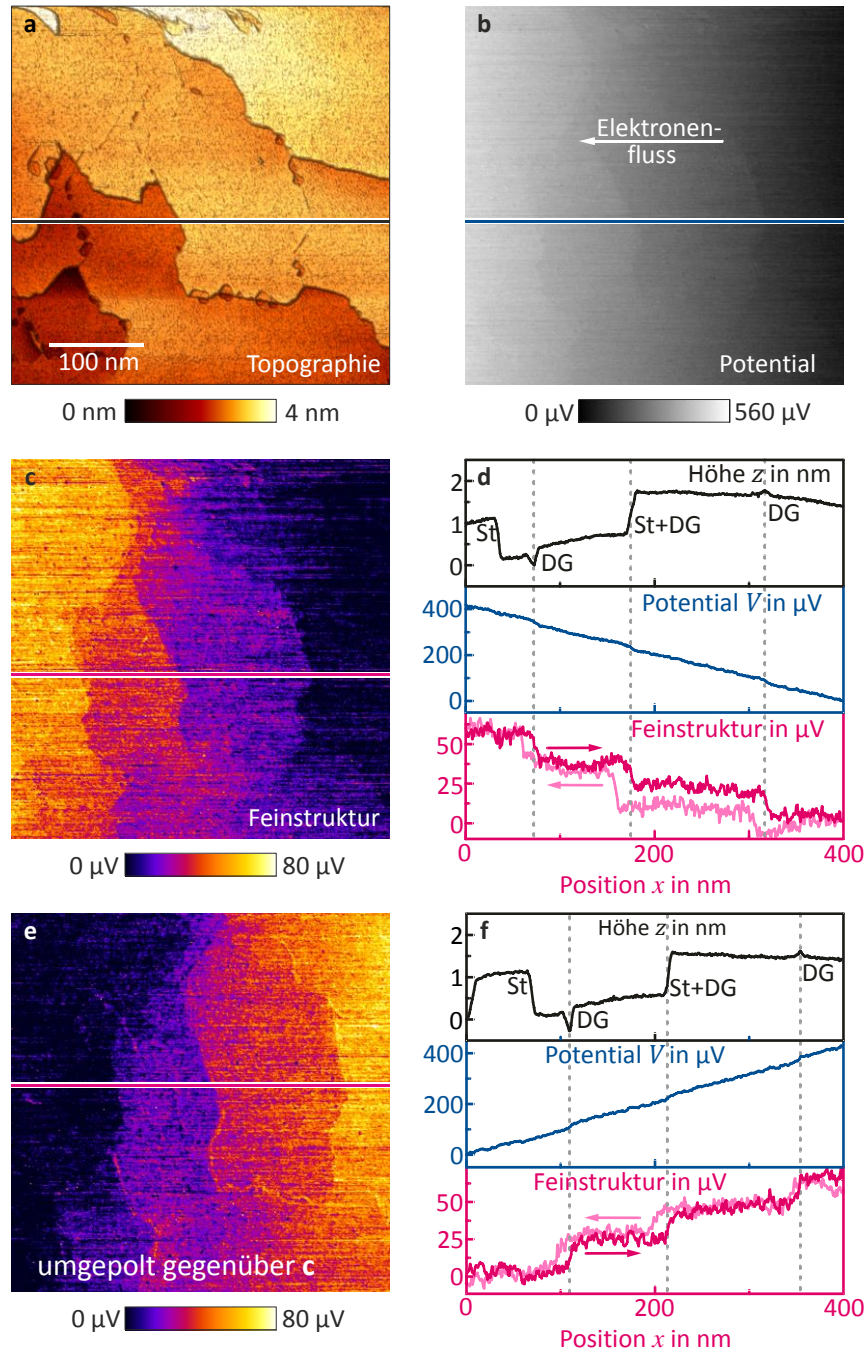 a
100 nm
Topographie
0 nm
4 nm
b
Elektronen-
fluss
Potential
0 µV
560 µV
c
Feinstruktur
0 µV
80 µV
d
Höhe z in nm
2
1
0
St
DG
St+DG
DG
Potential V in µV
400
200
0
Feinstruktur in µV
50
25
0
0
200
400
Position x in nm
e
umgepolt gegenüber c
0 µV
80 µV
f
Höhe z in nm
2
1
0
St
DG
St+DG
DG
Potential V in µV
400
200
0
Feinstruktur in µV
50
25
0
0
200
400
Position x in nm